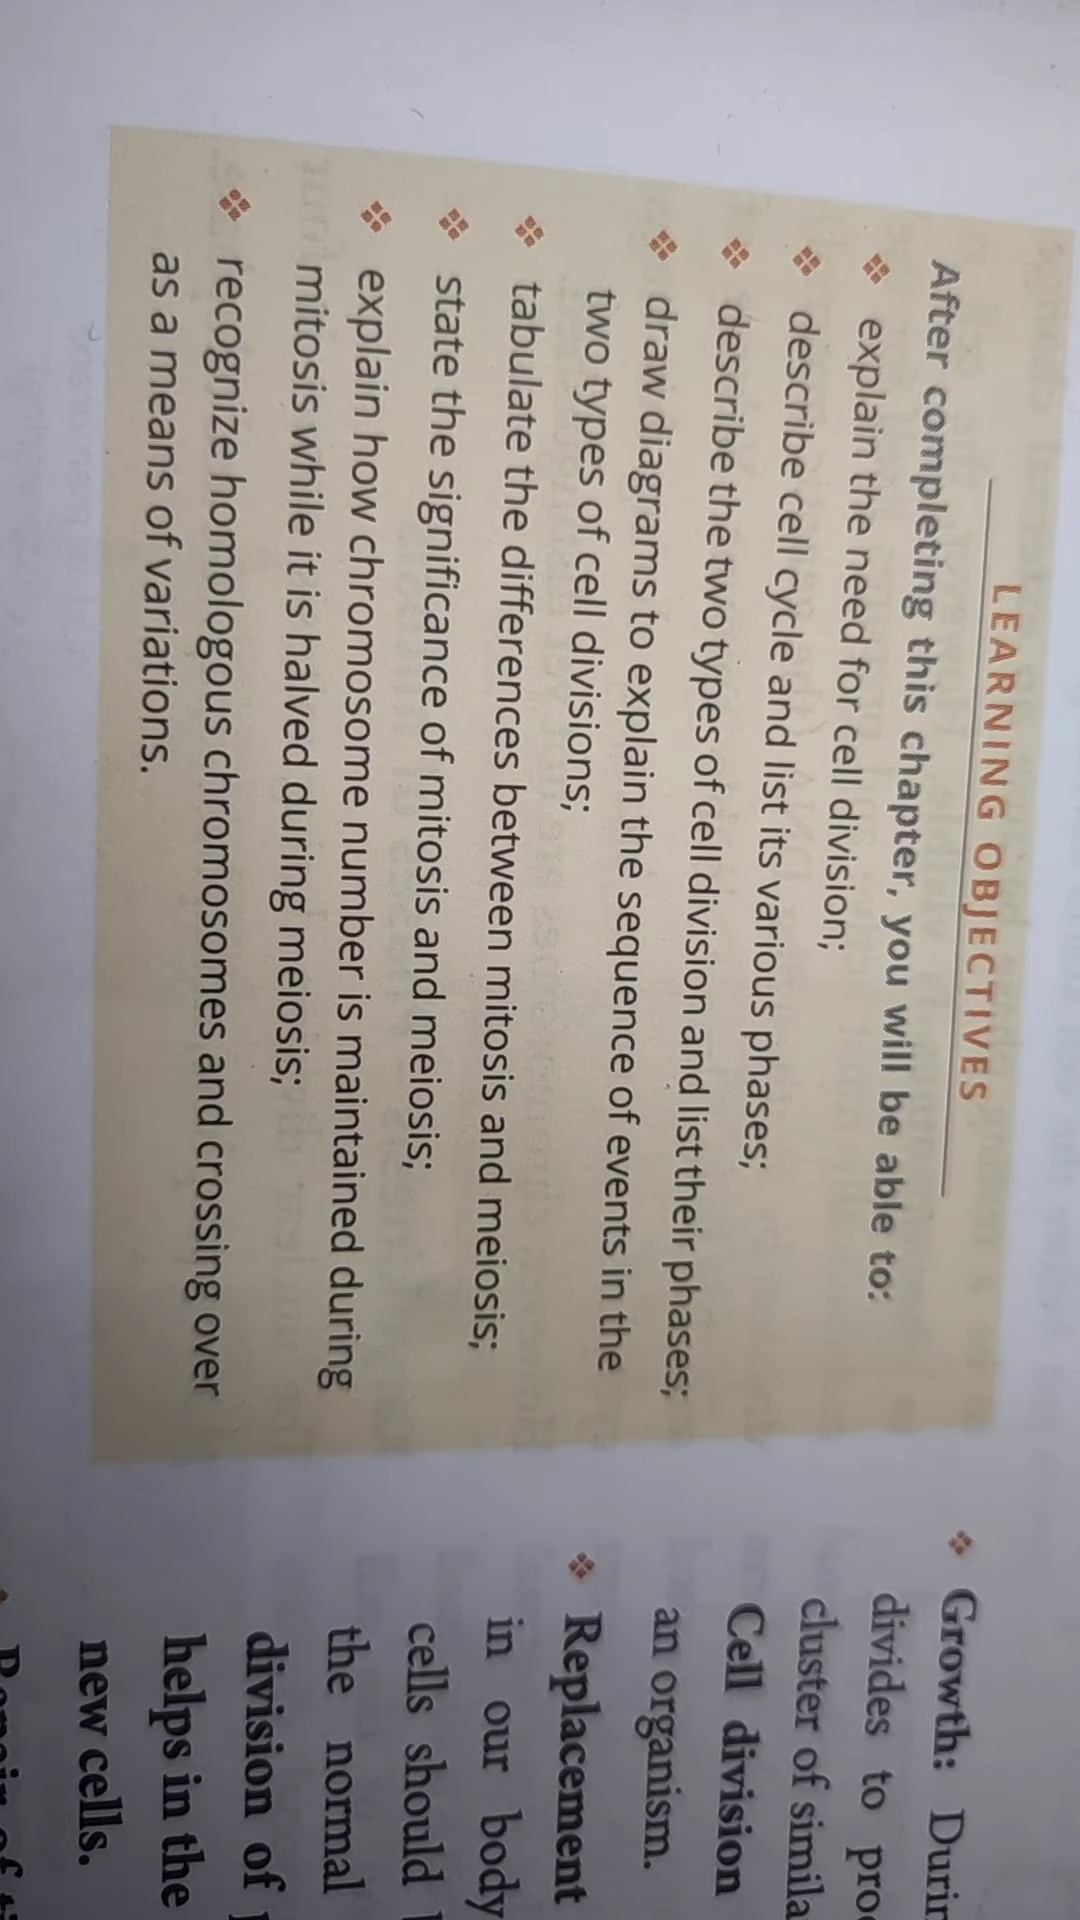 LEARNING OBJECTIVES
After completing this chapter, you will be able to:
❖ explain the need for cell division;
❖ describe cell cycle and list its various phases;
❖ describe the two types of cell division and list their phases;
❖ draw diagrams to explain the sequence of events in the
two types of cell divisions;
❖ tabulate the differences between mitosis and meiosis;
❖ state the significance of mitosis and meiosis;
❖ explain how chromosome number is maintained during
mitosis while it is halved during meiosis;
❖ recognize homologous chromosomes and crossing over
as a means of variations.
❖ Growth:
divides to
cluster of
Cell division
an organism.
❖ Replacement
in our body
cells should
the normal
division of
helps in the
new cells.